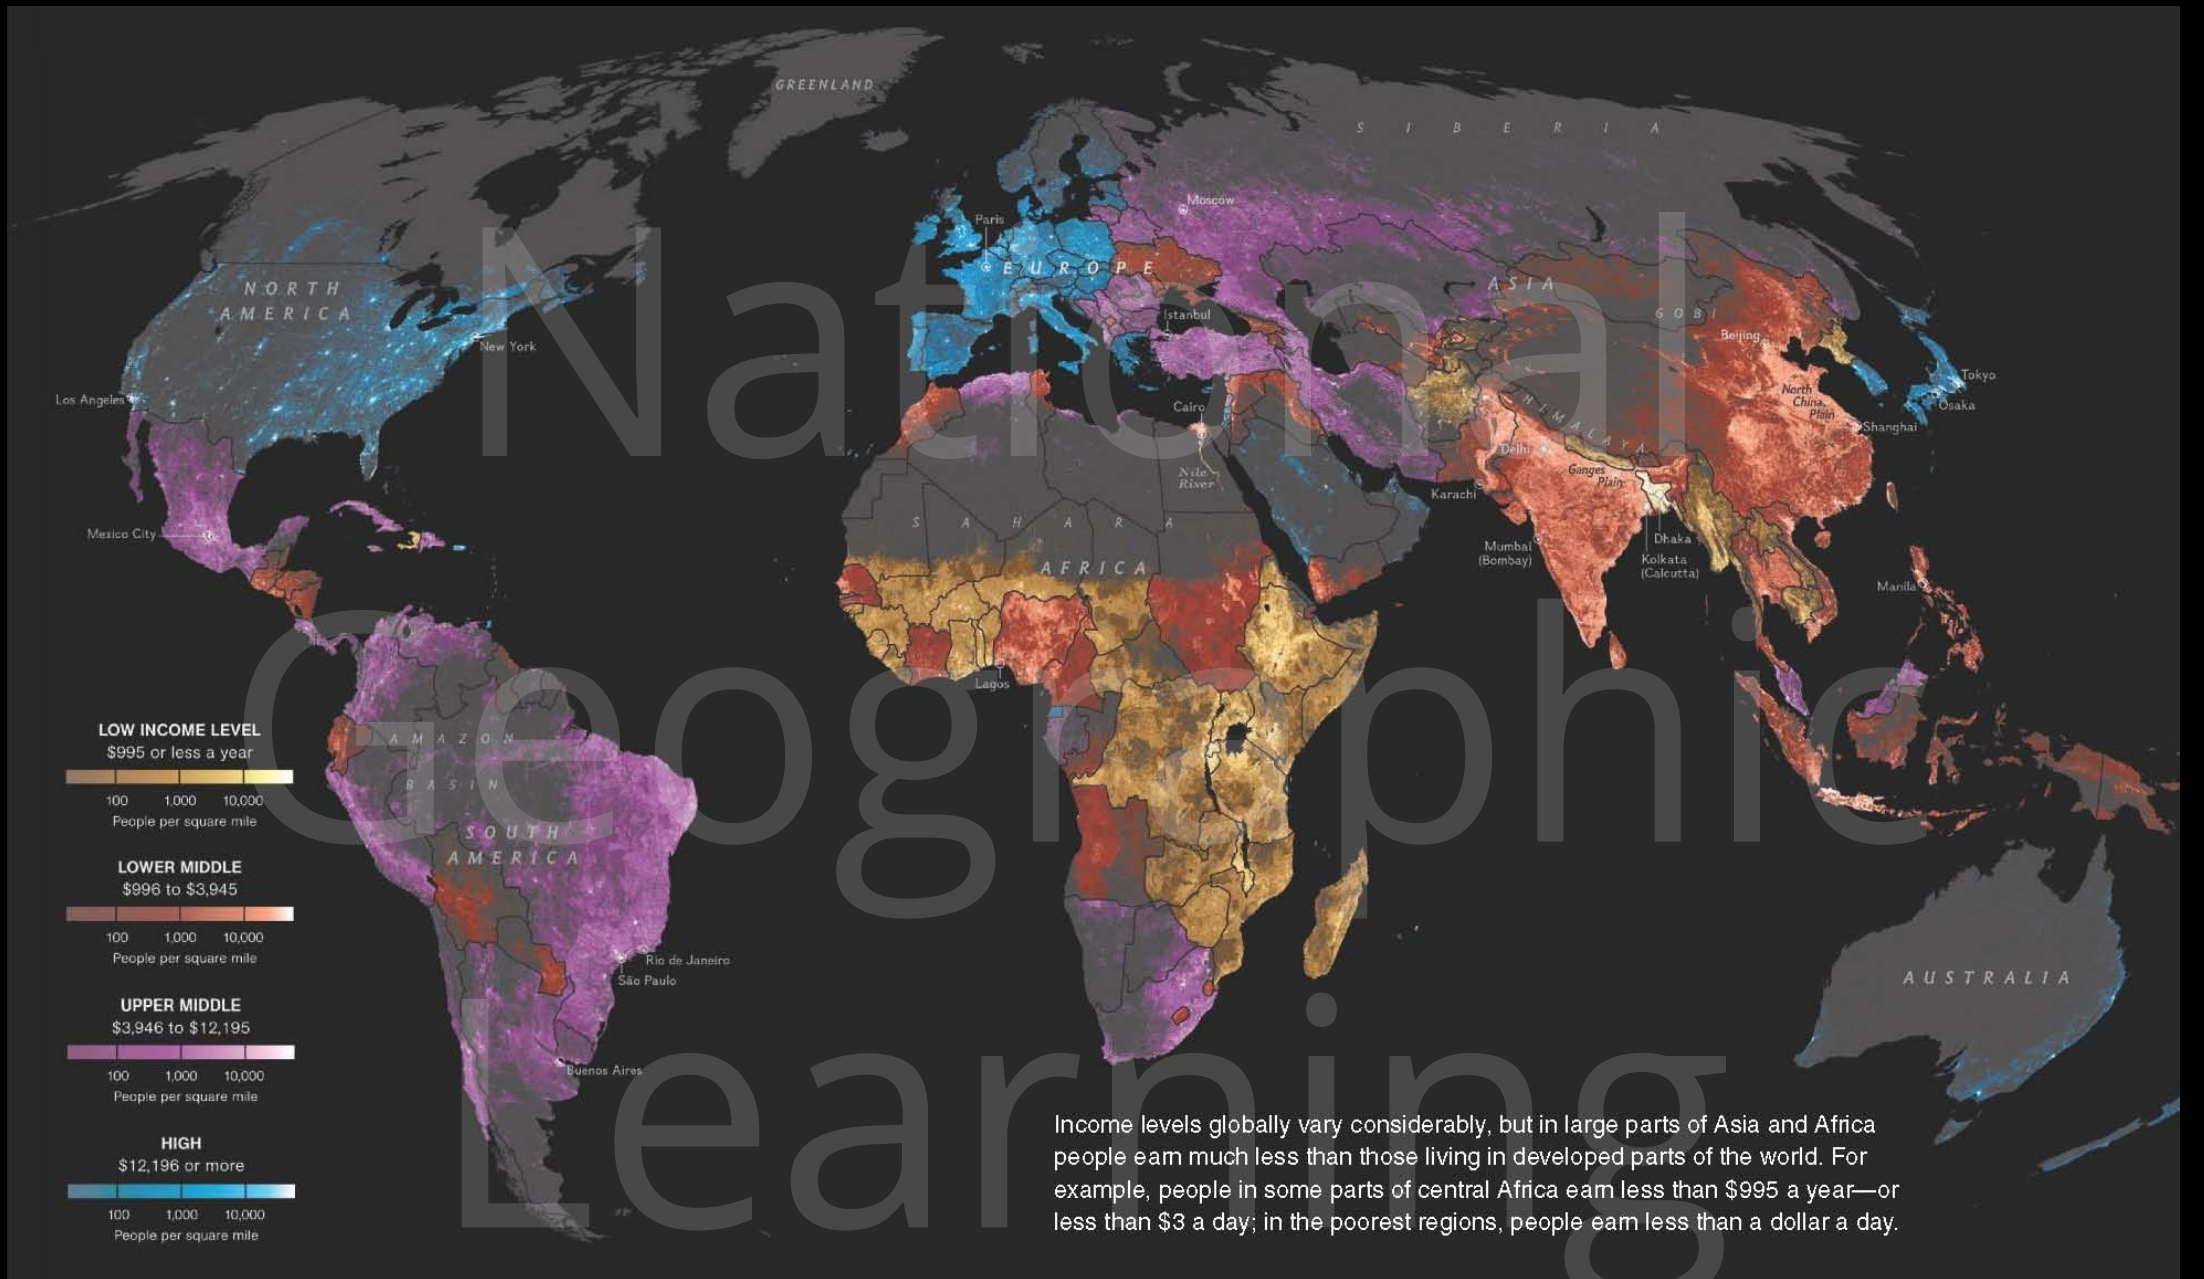 GREENLAND
S I B E R I A
Moscow
Paris
EUROPE
NORTH
AMERICA
ASIA
GOBI
Istanbul
Beijing
New York
Tokyo
Los Angeles
North
China
Plain
Osaka
Cairo
HIMALAYA
Shanghai
Delhi
Nile
River
Ganges
Plain
Karachi
SAHARA
Mexico City
Mumbai
(Bombay)
Dhaka
Kolkata
(Calcutta)
AFRICA
Manila
Lagos
AMAZON
BASIN
SOUTH
AMERICA
Rio de Janeiro
São Paulo
AUSTRALIA
Buenos Aires
LOW INCOME LEVEL
$995 or less a year
100 1,000 10,000
People per square mile
LOWER MIDDLE
$996 to $3,945
100 1,000 10,000
People per square mile
UPPER MIDDLE
$3,946 to $12,195
100 1,000 10,000
People per square mile
HIGH
$12,196 or more
100 1,000 10,000
People per square mile
Income levels globally vary considerably, but in large parts of Asia and Africa
people earn much less than those living in developed parts of the world. For
example, people in some parts of central Africa earn less than $995 a year—or
less than $3 a day; in the poorest regions, people earn less than a dollar a day.
National
Geographic
Learning